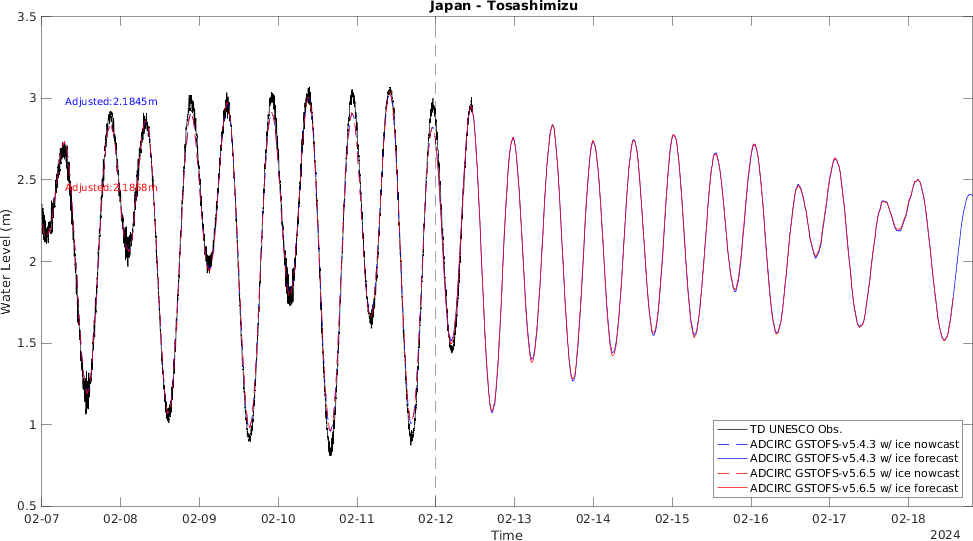 Japan - Tosashimizu
3.5
3
2.5
2
1.5
1
0.5
Water Level (m)
Adjusted:2.1845m
Adjusted:2.1868m
TD UNESCO Obs.
ADCIRC GSTOFS-v5.4.3 w/ ice nowcast
ADCIRC GSTOFS-v5.4.3 w/ ice forecast
ADCIRC GSTOFS-v5.6.5 w/ ice nowcast
ADCIRC GSTOFS-v5.6.5 w/ ice forecast
02-07 02-08 02-09 02-10 02-11 02-12 02-13 02-14 02-15 02-16 02-17 02-18
Time
2024